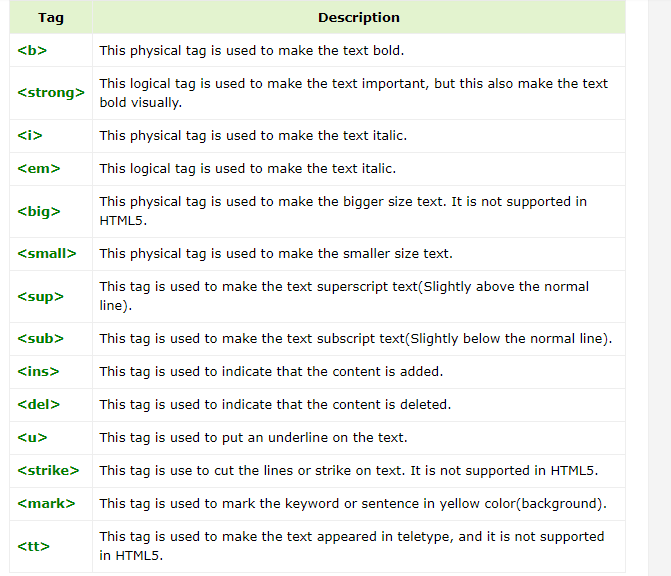 Tag Description
<b> This physical tag is used to make the text bold.
<strong> This logical tag is used to make the text important, but this also make the text
bold visually.
<i> This physical tag is used to make the text italic.
<em> This logical tag is used to make the text italic.
<big> This physical tag is used to make the bigger size text. It is not supported in
HTML5.
<small> This physical tag is used to make the smaller size text.
<sup> This tag is used to make the text superscript text(Slightly above the normal
line).
<sub> This tag is used to make the text subscript text(Slightly below the normal line).
<ins> This tag is used to indicate that the content is added.
<del> This tag is used to indicate that the content is deleted.
<u> This tag is used to put an underline on the text.
<strike> This tag is use to cut the lines or strike on text. It is not supported in HTML5.
<mark> This tag is used to mark the keyword or sentence in yellow color(background).
<tt> This tag is used to make the text appeared in teletype, and it is not supported
in HTML5.